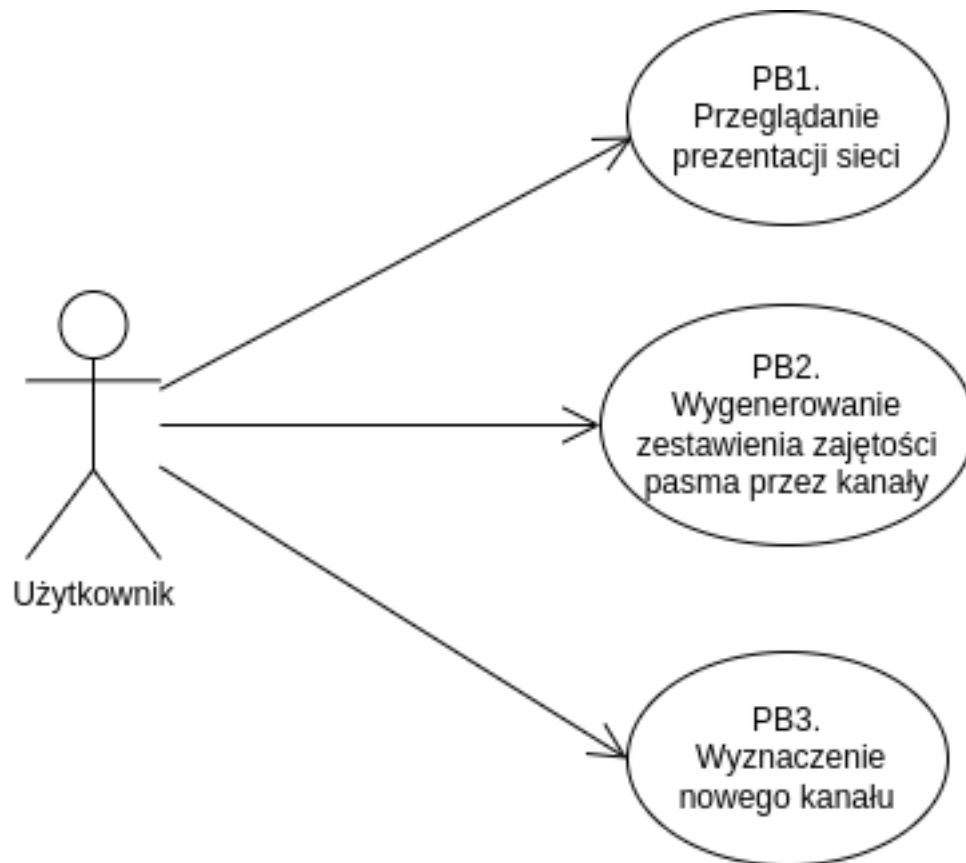 PB1.
Przeglądanie
prezentacji sieci
PB2.
Wygenerowanie
zestawienia zajętości
pasma przez kanały
Użytkownik
PB3.
Wyznaczenie
nowego kanału